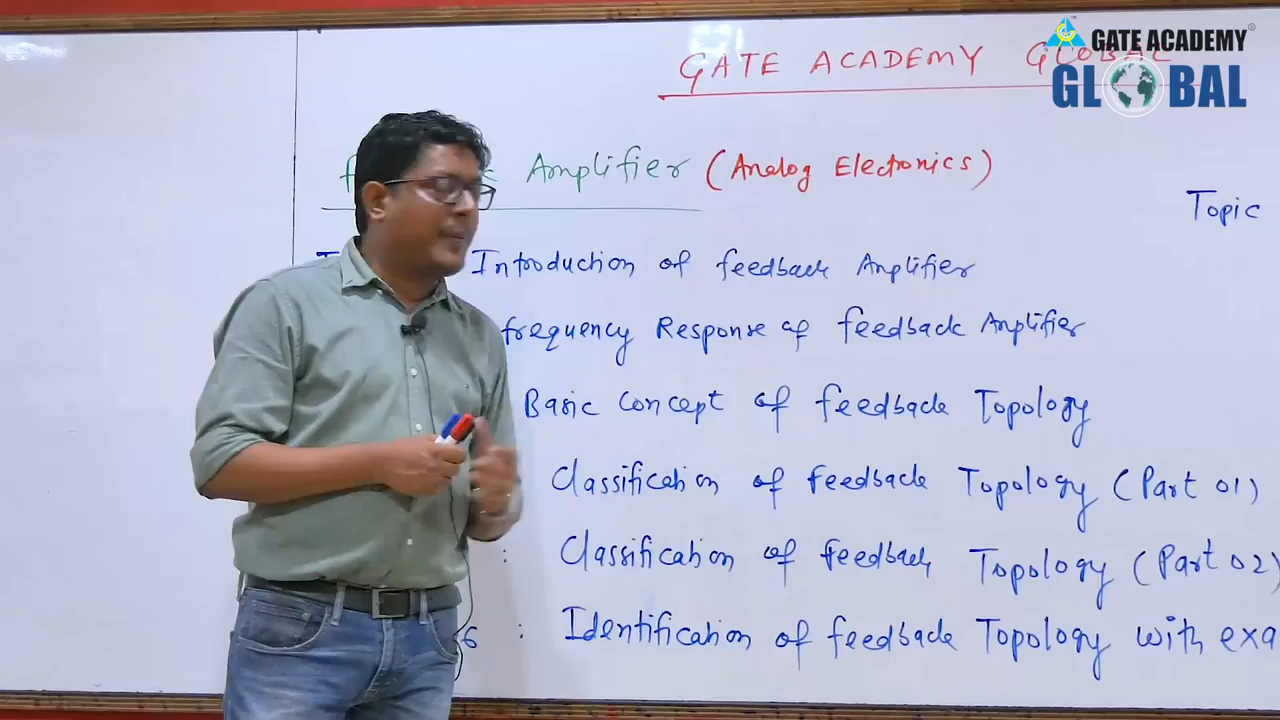 GATE ACADEMY GLOBAL
GATE ACADEMY
GLOBAL
Amplifier (Analog Electronics)
Topic
Introduction of feedback Amplifier
frequency Response of feedback Amplifier
Basic Concept of feedback Topology
Classification of Feedback Topology (Part 01)
: Classification of Feedback Topology (Part 02)
6 : Identification of feedback Topology with exa